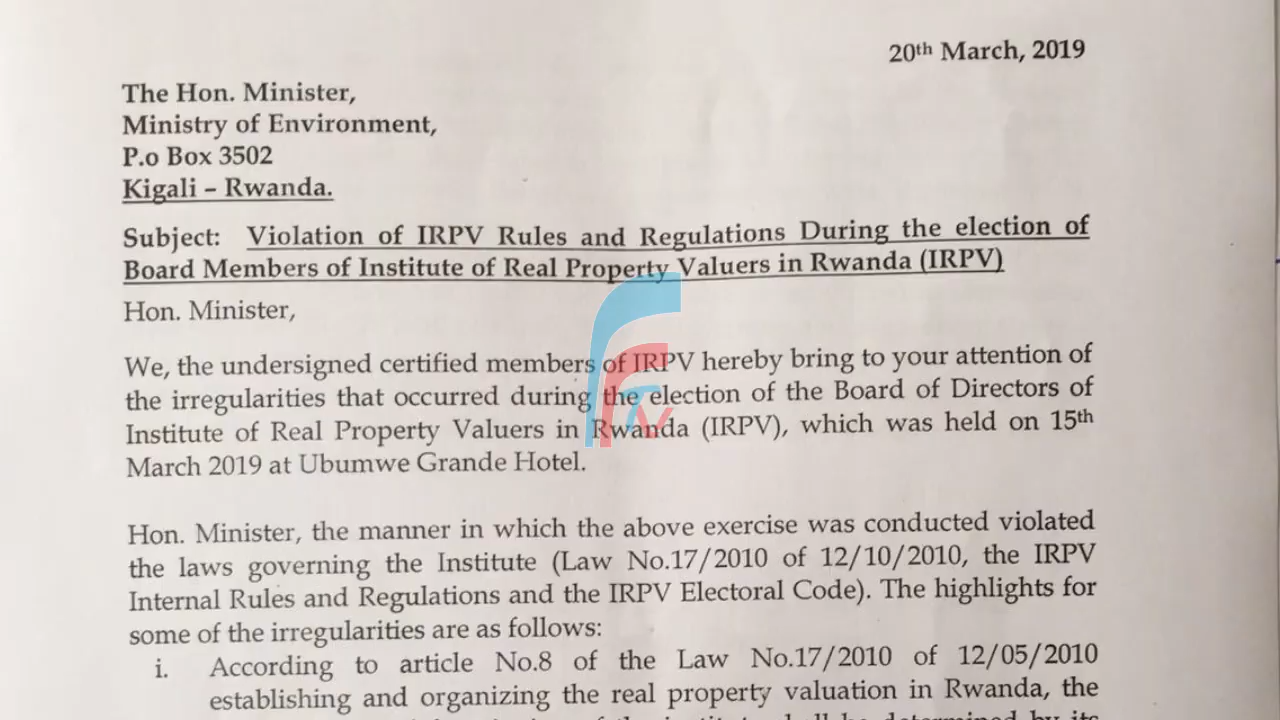 20th March, 2019
The Hon. Minister,
Ministry of Environment,
P.o Box 3502
Kigali – Rwanda.
Subject: Violation of IRPV Rules and Regulations During the election of
Board Members of Institute of Real Property Valuers in Rwanda (IRPV)
Hon. Minister,
We, the undersigned certified members of IRPV hereby bring to your attention of
the irregularities that occurred during the election of the Board of Directors of
Institute of Real Property Valuers in Rwanda (IRPV), which was held on 15th
March 2019 at Ubumwe Grande Hotel.
Hon. Minister, the manner in which the above exercise was conducted violated
the laws governing the Institute (Law No.17/2010 of 12/10/2010, the IRPV
Internal Rules and Regulations and the IRPV Electoral Code). The highlights for
some of the irregularities are as follows:
i. According to article No.8 of the Law No.17/2010 of 12/05/2010
establishing and organizing the real property valuation in Rwanda, the
of the institute shall be determined by its